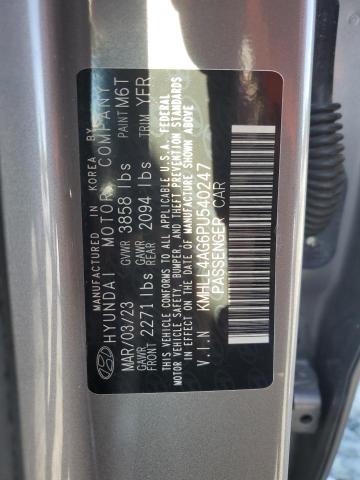 MANUFACTURED IN KOREA BY
HYUNDAI MOTOR COMPANY
MAR/03/23 GVWR 3858 lbs PAINT M6T
GAWR FRONT 2271 lbs GAWR REAR 2094 lbs TRIM YER
THIS VEHICLE CONFORMS TO ALL APPLICABLE U.S.A. FEDERAL
MOTOR VEHICLE SAFETY, BUMPER, AND THEFT PREVENTION
STANDARDS IN EFFECT ON THE DATE OF MANUFACTURE SHOWN ABOVE
V.I.N KMHLL4AG6PU540247
PASSENGER CAR